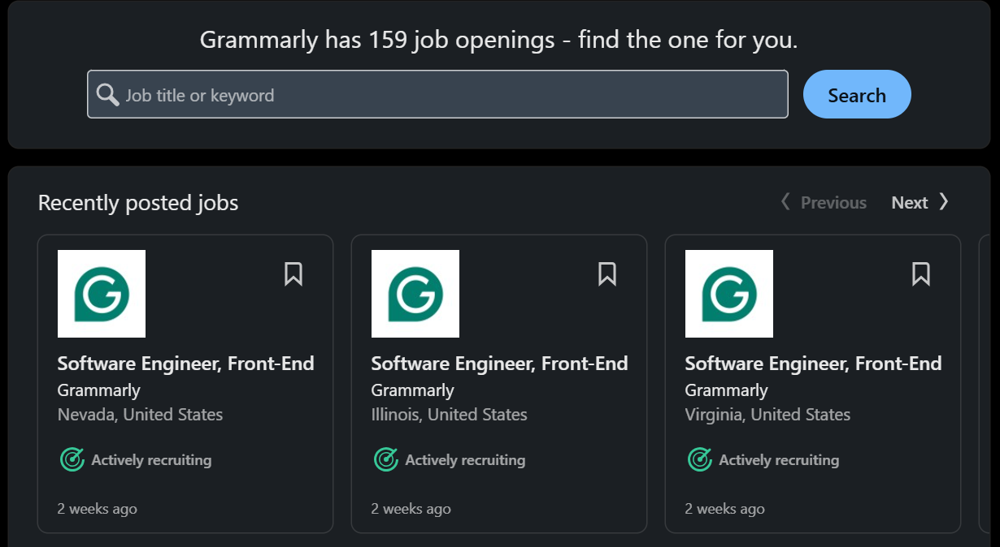 Grammarly has 159 job openings - find the one for you.
Job title or keyword
Search
Recently posted jobs
Previous
Next
G
Software Engineer, Front-End
Grammarly
Nevada, United States
Actively recruiting
2 weeks ago
G
Software Engineer, Front-End
Grammarly
Illinois, United States
Actively recruiting
2 weeks ago
G
Software Engineer, Front-End
Grammarly
Virginia, United States
Actively recruiting
2 weeks ago